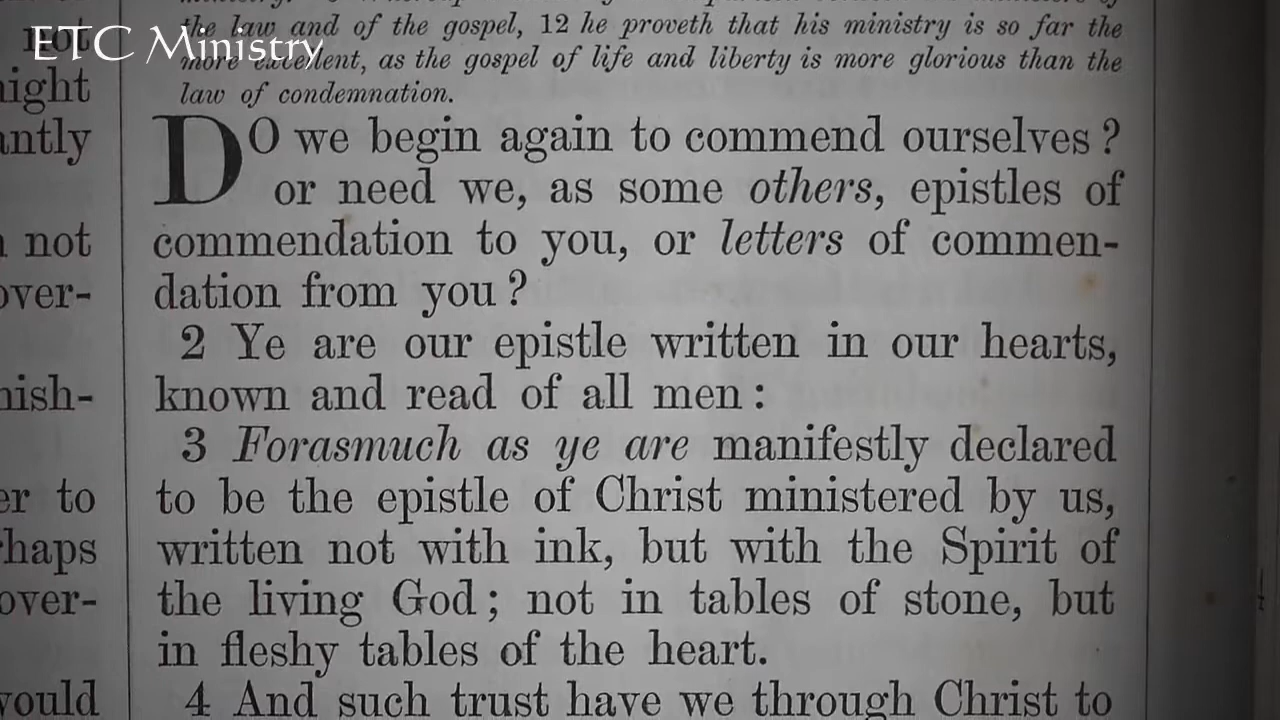 ETC Ministry
the law and of the gospel, 12 he proveth that his ministry is so far the
more excellent, as the gospel of life and liberty is more glorious than the
law of condemnation.
DO we begin again to commend ourselves?
or need we, as some others, epistles of
commendation to you, or letters of commen-
dation from you?
2 Ye are our epistle written in our hearts,
known and read of all men:
3 Forasmuch as ye are manifestly declared
to be the epistle of Christ ministered by us,
written not with ink, but with the Spirit of
the living God; not in tables of stone, but
in fleshy tables of the heart.
4 And such trust have we through Christ to
not
not
er to